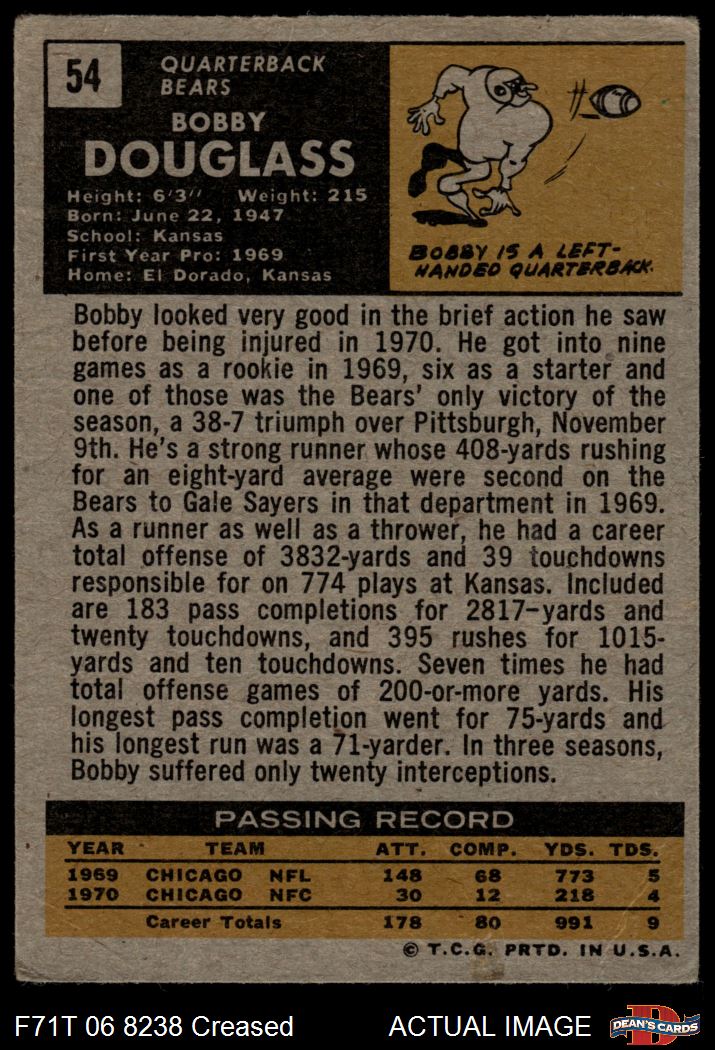 54
QUARTERBACK
BEARS
BOBBY
DOUGLASS
Height: 6'3" Weight: 215
Born: June 22, 1947
School: Kansas
First Year Pro: 1969
Home: El Dorado, Kansas
BOBBY IS A LEFT-
HANDED QUARTERBACK.
Bobby looked very good in the brief action he saw
before being injured in 1970. He got into nine
games as a rookie in 1969, six as a starter and
one of those was the Bears' only victory of the
season, a 38-7 triumph over Pittsburgh, November
9th. He's a strong runner whose 408-yards rushing
for an eight-yard average were second on the
Bears to Gale Sayers in that department in 1969.
As a runner as well as a thrower, he had a career
total offense of 3832-yards and 39 touchdowns
responsible for on 774 plays at Kansas. Included
are 183 pass completions for 2817-yards and
twenty touchdowns, and 395 rushes for 1015-
yards and ten touchdowns. Seven times he had
total offense games of 200-or-more yards. His
longest pass completion went for 75-yards and
his longest run was a 71-yarder. In three seasons,
Bobby suffered only twenty interceptions.
PASSING RECORD
YEAR TEAM ATT. COMP. YDS. TDS.
1969 CHICAGO NFL 148 68 773 5
1970 CHICAGO NFC 30 12 218 4
Career Totals 178 80 991 9
© T.C.G. PRTD. IN U.S.A.
F71T 06 8238 Creased ACTUAL IMAGE
DEAN'S CARDS